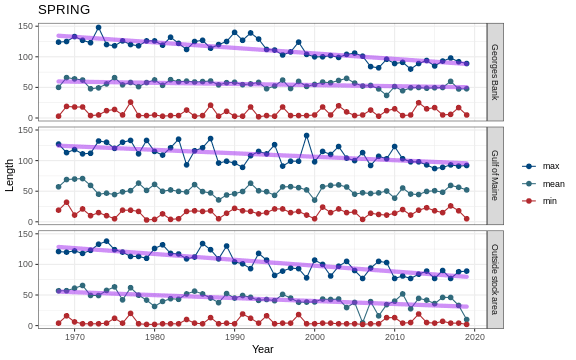 SPRING
150
100
50
0
Georges Bank
150
100
50
0
Gulf of Maine
150
100
50
0
Outside stock area
Length
1970
1980
1990
2000
2010
2020
Year
max
mean
min